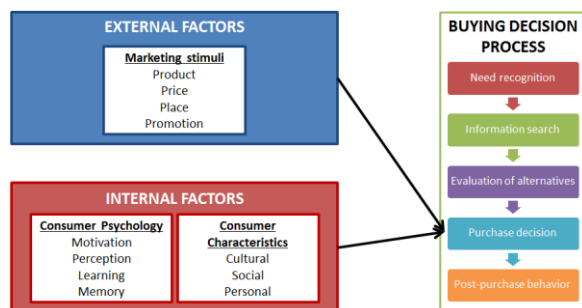 EXTERNAL FACTORS
Marketing stimuli
Product
Price
Place
Promotion
INTERNAL FACTORS
Consumer Psychology
Motivation
Perception
Learning
Memory
Consumer
Characteristics
Cultural
Social
Personal
BUYING DECISION
PROCESS
Need recognition
Information search
Evaluation of alternatives
Purchase decision
Post-purchase behavior